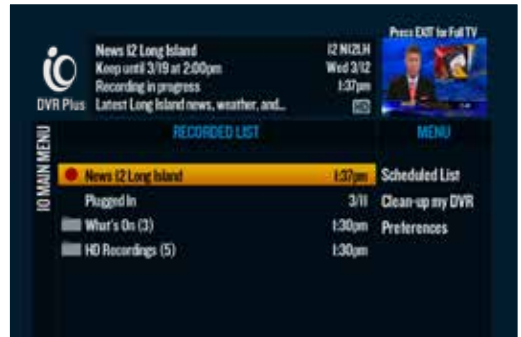 Press EXIT for Full TV
iO
DVR Plus
News 12 Long Island 12 N12LH
Keep until 3/19 at 2:00pm Wed 3/12
Recording in progress 1:37pm
Latest Long Island news, weather, and... HD
IO MAIN MENU
RECORDED LIST
MENU
News 12 Long Island 1:37pm
Scheduled List
Plugged In 3/11
Clean-up my DVR
What's On (3) 1:30pm
Preferences
HD Recordings (5) 1:30pm